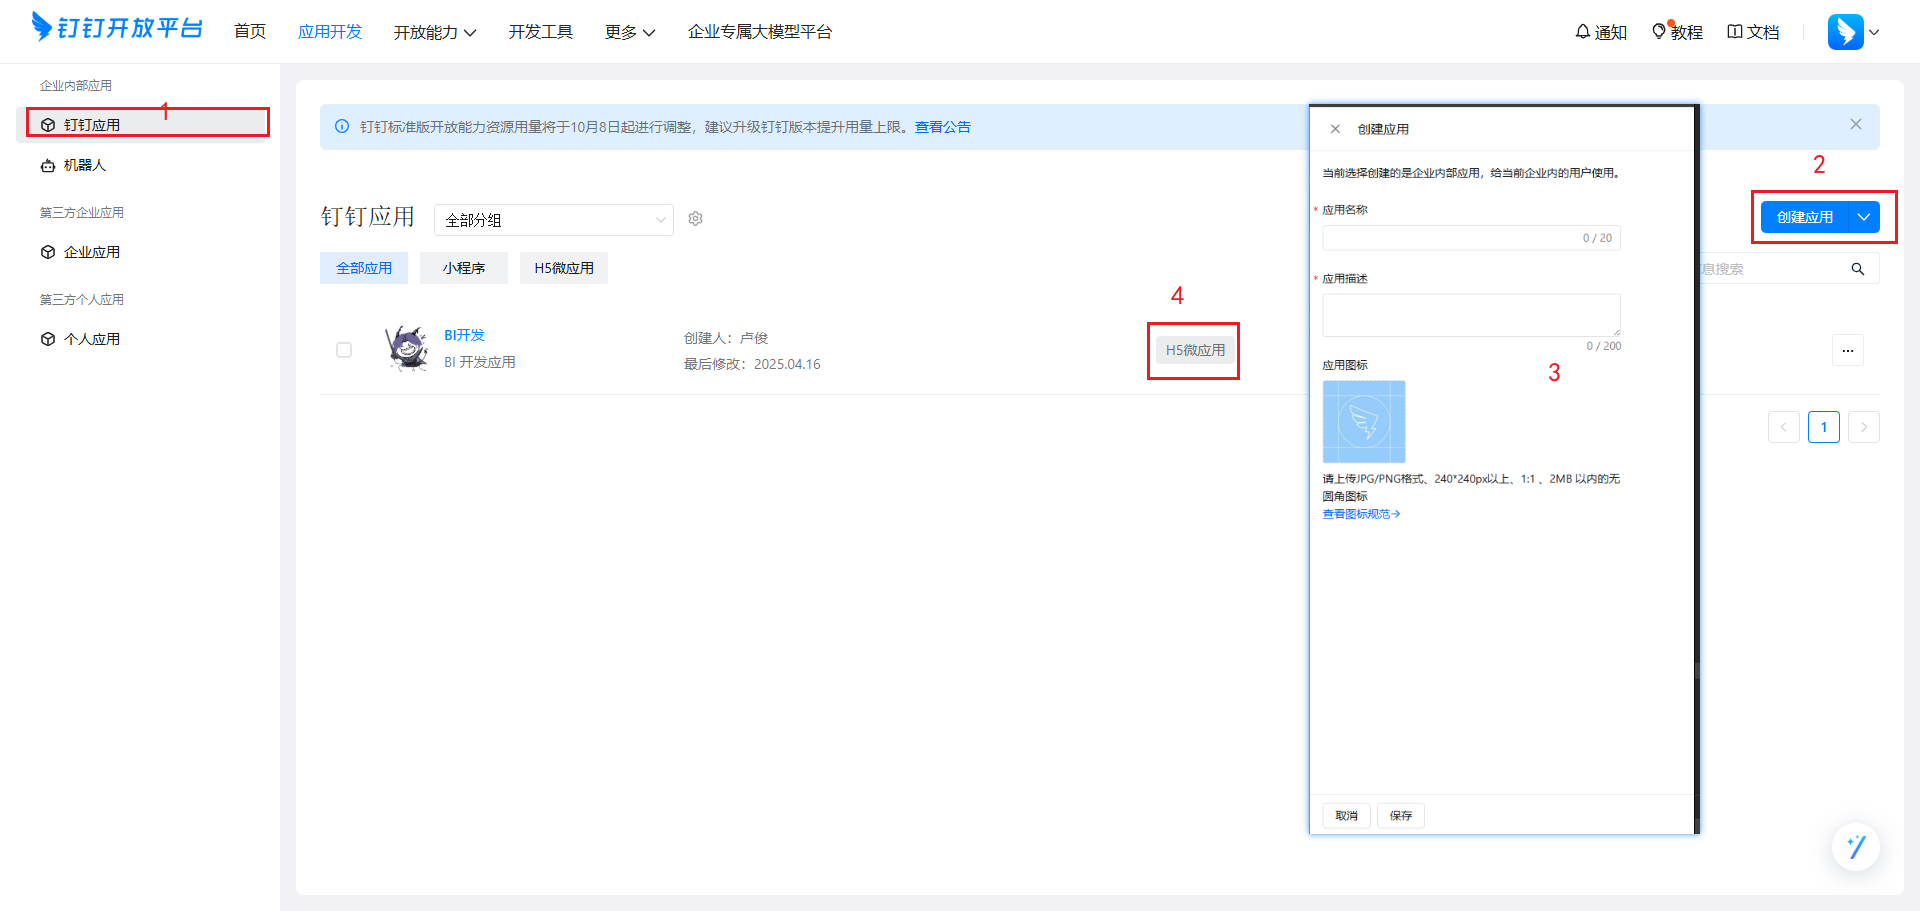 钉钉开放平台
首页
应用开发
开放能力
开发工具
更多
企业专属大模型平台
通知
教程
文档
企业内部应用
1
钉钉应用
机器人
第三方企业应用
企业应用
第三方个人应用
个人应用
钉钉标准版开放能力资源用量将于10月8日起进行调整，建议升级钉钉版本提升用量上限。查看公告
钉钉应用
全部分组
2
创建应用
全部应用
小程序
H5微应用
息搜索
4
BI开发
BI 开发应用
创建人：卢俊
最后修改：2025.04.16
H5微应用
1
创建应用
当前选择创建的是企业内部应用，给当前企业内的用户使用。
* 应用名称
0 / 20
* 应用描述
0 / 200
应用图标
3
请上传JPG/PNG格式、240*240px以上、1:1 、2MB 以内的无
圆角图标
查看图标规范→
取消
保存